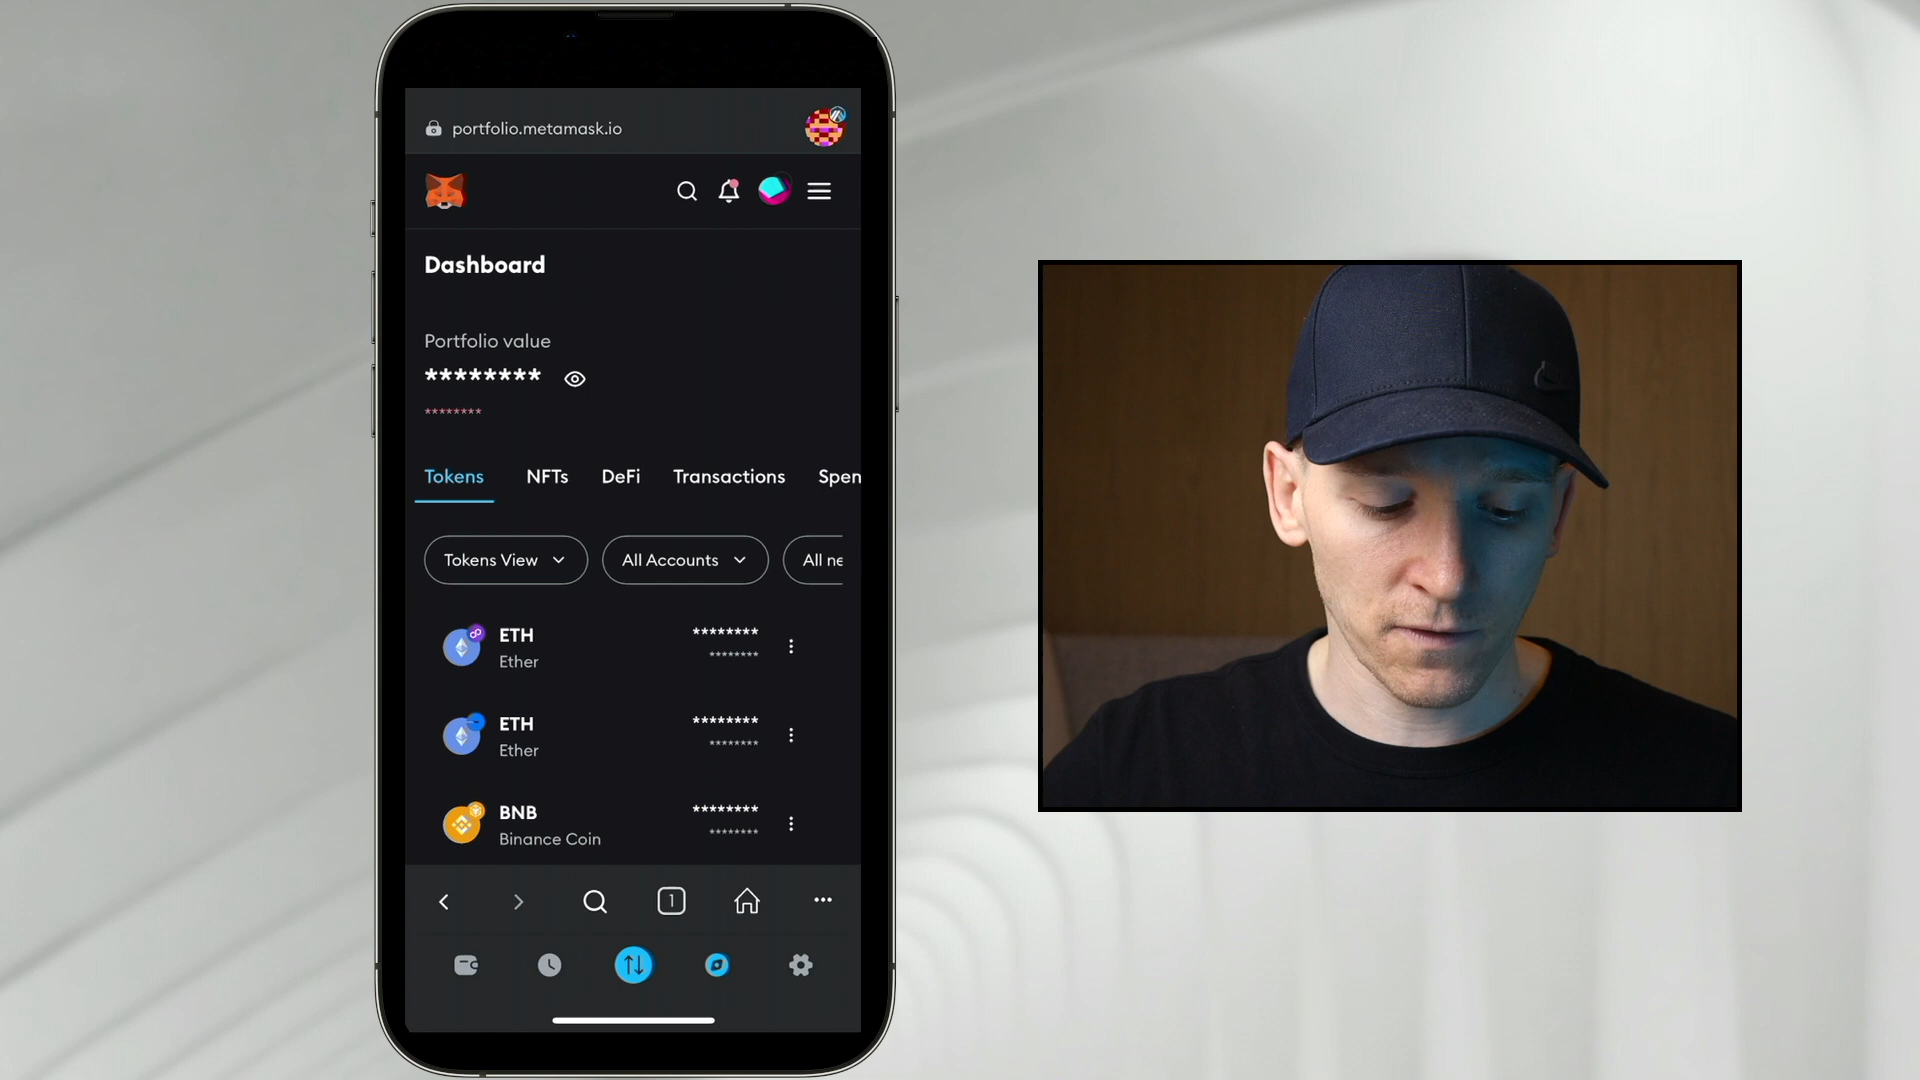 portfolio.metamask.io
Dashboard
Portfolio value
********
********
Tokens NFTs DeFi Transactions Spen
Tokens View All Accounts All ne
ETH ********
Ether ********
ETH ********
Ether ********
BNB ********
Binance Coin ********
1